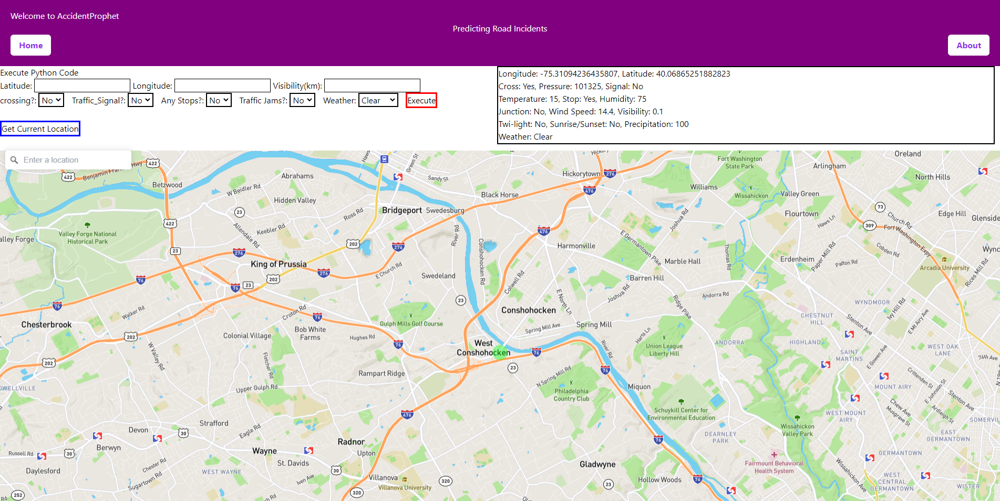 Welcome to AccidentProphet
Predicting Road Incidents
Home
About
Execute Python Code
Latitude: Longitude: Visibility(km):
crossing?: No Traffic_Signal?: No Any Stops?: No Traffic Jams?: No Weather: Clear Execute
Get Current Location
Longitude: -75.31094236435807, Latitude: 40.06865251882823
Cross: Yes, Pressure: 101325, Signal: No
Temperature: 15, Stop: Yes, Humidity: 75
Junction: No, Wind Speed: 14.4, Visibility: 0.1
Twi-light: No, Sunrise/Sunset: No, Precipitation: 100
Weather: Clear
Enter a location
Oreland
Fort Washington
State Park
Arlingham
North Hills
422
422
Benjamin
Hwy
Green St
Sandy St
Hickorytown
276
476
Abrahams
Betzwood
W Beidler Rd
Hidden Valley
Black Horse
Williams
Wissahickon
Valley Green
Flourtown
Haws Ln
73
Church Rd
Edge Hill
309
Fort Washington Expy
Bridgeport
Swedesburg
23
Ross Rd
Keebler Rd
Allendale Rd
422
Valley Forge National
Historical Park
River Rd
Conshohocken Rd
476
Joshua Rd
E Germantown Pike
Harmonville
Marble Hall
Thomas Rd
Erdenheim
Paper Mill Rd
Cobden Rd
Patton Rd
Arcadia University
Rices Mill Rd
202
276
276
23
King of Prussia
276
202
E Church Rd
Swedeland
Colwell Rd
Barren Hill
Joshua Rd
76
76
23
76
23
E North Ln
Ridge Pike
Andorra Rd
WYNDMOOR
Ivy Hill Rd
E Mt Airy Ave
CHESTNUT
HILL
Stenton Ave
Chesterbrook
Walker Rd
202
Croton Rd
76
Bob White
Farms
Colonial Village
Gulph Mills Golf Course
Hughes Rd
Conshohocken
Spring Mill Ave
Spring Mill
West
Conshohocken
76
76
23
River Rd
Harts Ln
Union League
Liberty Hill
ANDORRA
HIGHLAND
SAINT
MARTINS
E Gowen Ave
WEST OAK
LANE
74th Ave
W Valley Rd
202
Fletcher Rd
Rampart Ridge
Upper Gulph Rd
N Spring Mill Rd
Philadelphia
Country Club
76
Miquon
Schuykill Center for
Environmental Education
MOUNT AIRY
Crittenden St
E Johnson St
Stenton Ave
Chew Ave
Musgrave St
Ardleigh St
WEST MOUNT
AIRY
476
Strafford
Devon
30
Eagle Rd
Berwyn
30
Russell Rd
Daylesford
Wayne
Radnor
Upton
St. Davids
Chester Rd
Sugartown Rd
WEST WAYNE
30
Iven Ave
Villanova
Villanova University
320
320
252
Church Rd
Gladwyne
23
Hollow Woods
76
76
DEARNLEY
PARK
Wissahickon
Valley Park
EAST
GERMANTOWN
GERMANTOWN
Fairmount Behavioral
Health System
Wissahickon Ave
WEST
CENTRAL
GERMANTOWN
WISTER